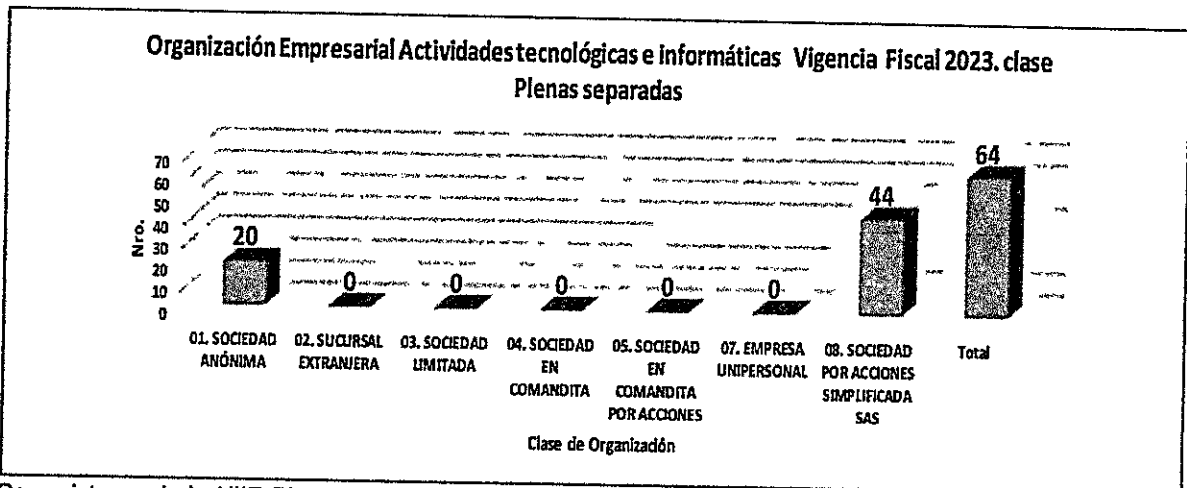 Organización Empresarial Actividades tecnológicas e informáticas Vigencia Fiscal 2023. clase
Plenas separadas
Nro.
70
60
50
40
30
20
10
0
20
0
0
0
0
0
44
64
01. SOCIEDAD ANÓNIMA
02. SUCURSAL EXTRANJERA
03. SOCIEDAD LIMITADA
04. SOCIEDAD EN COMANDITA
05. SOCIEDAD EN COMANDITA POR ACCIONES
07. EMPRESA UNIPERSONAL
08. SOCIEDAD POR ACCIONES SIMPLIFICADA SAS
Total
Clase de Organización